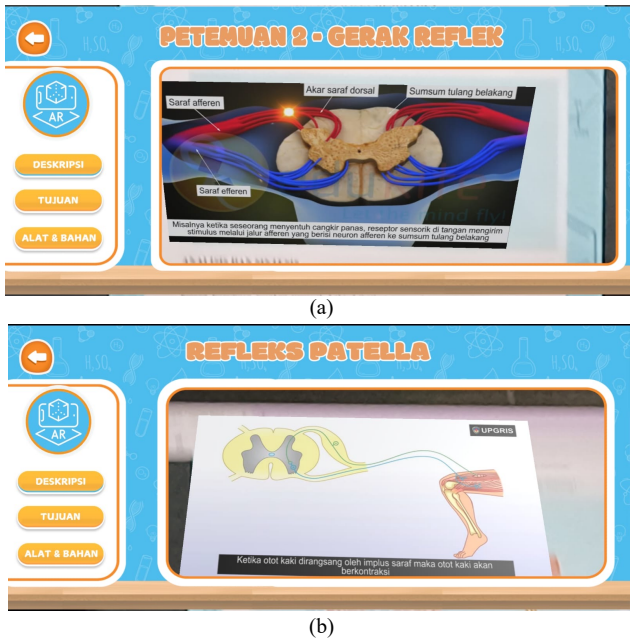 PETEMUAN 2 - GERAK REFLEK
H₂SO₄
AR
DESKRIPSI
TUJUAN
ALAT & BAHAN
Akar saraf dorsal
Sumsum tulang belakang
Saraf afferen
Saraf efferen
Misalnya ketika seseorang menyentuh cangkir panas, reseptor sensorik di tangan mengirim
stimulus melalui jalur afferen yang berisi neuron afferen ke sumsum tulang belakang
(a)
REFLEKS PATELLA
AR
DESKRIPSI
TUJUAN
ALAT & BAHAN
UPGRIS
Ketika otot kaki dirangsang oleh implus saraf maka otot kaki akan
berkontraksi
(b)